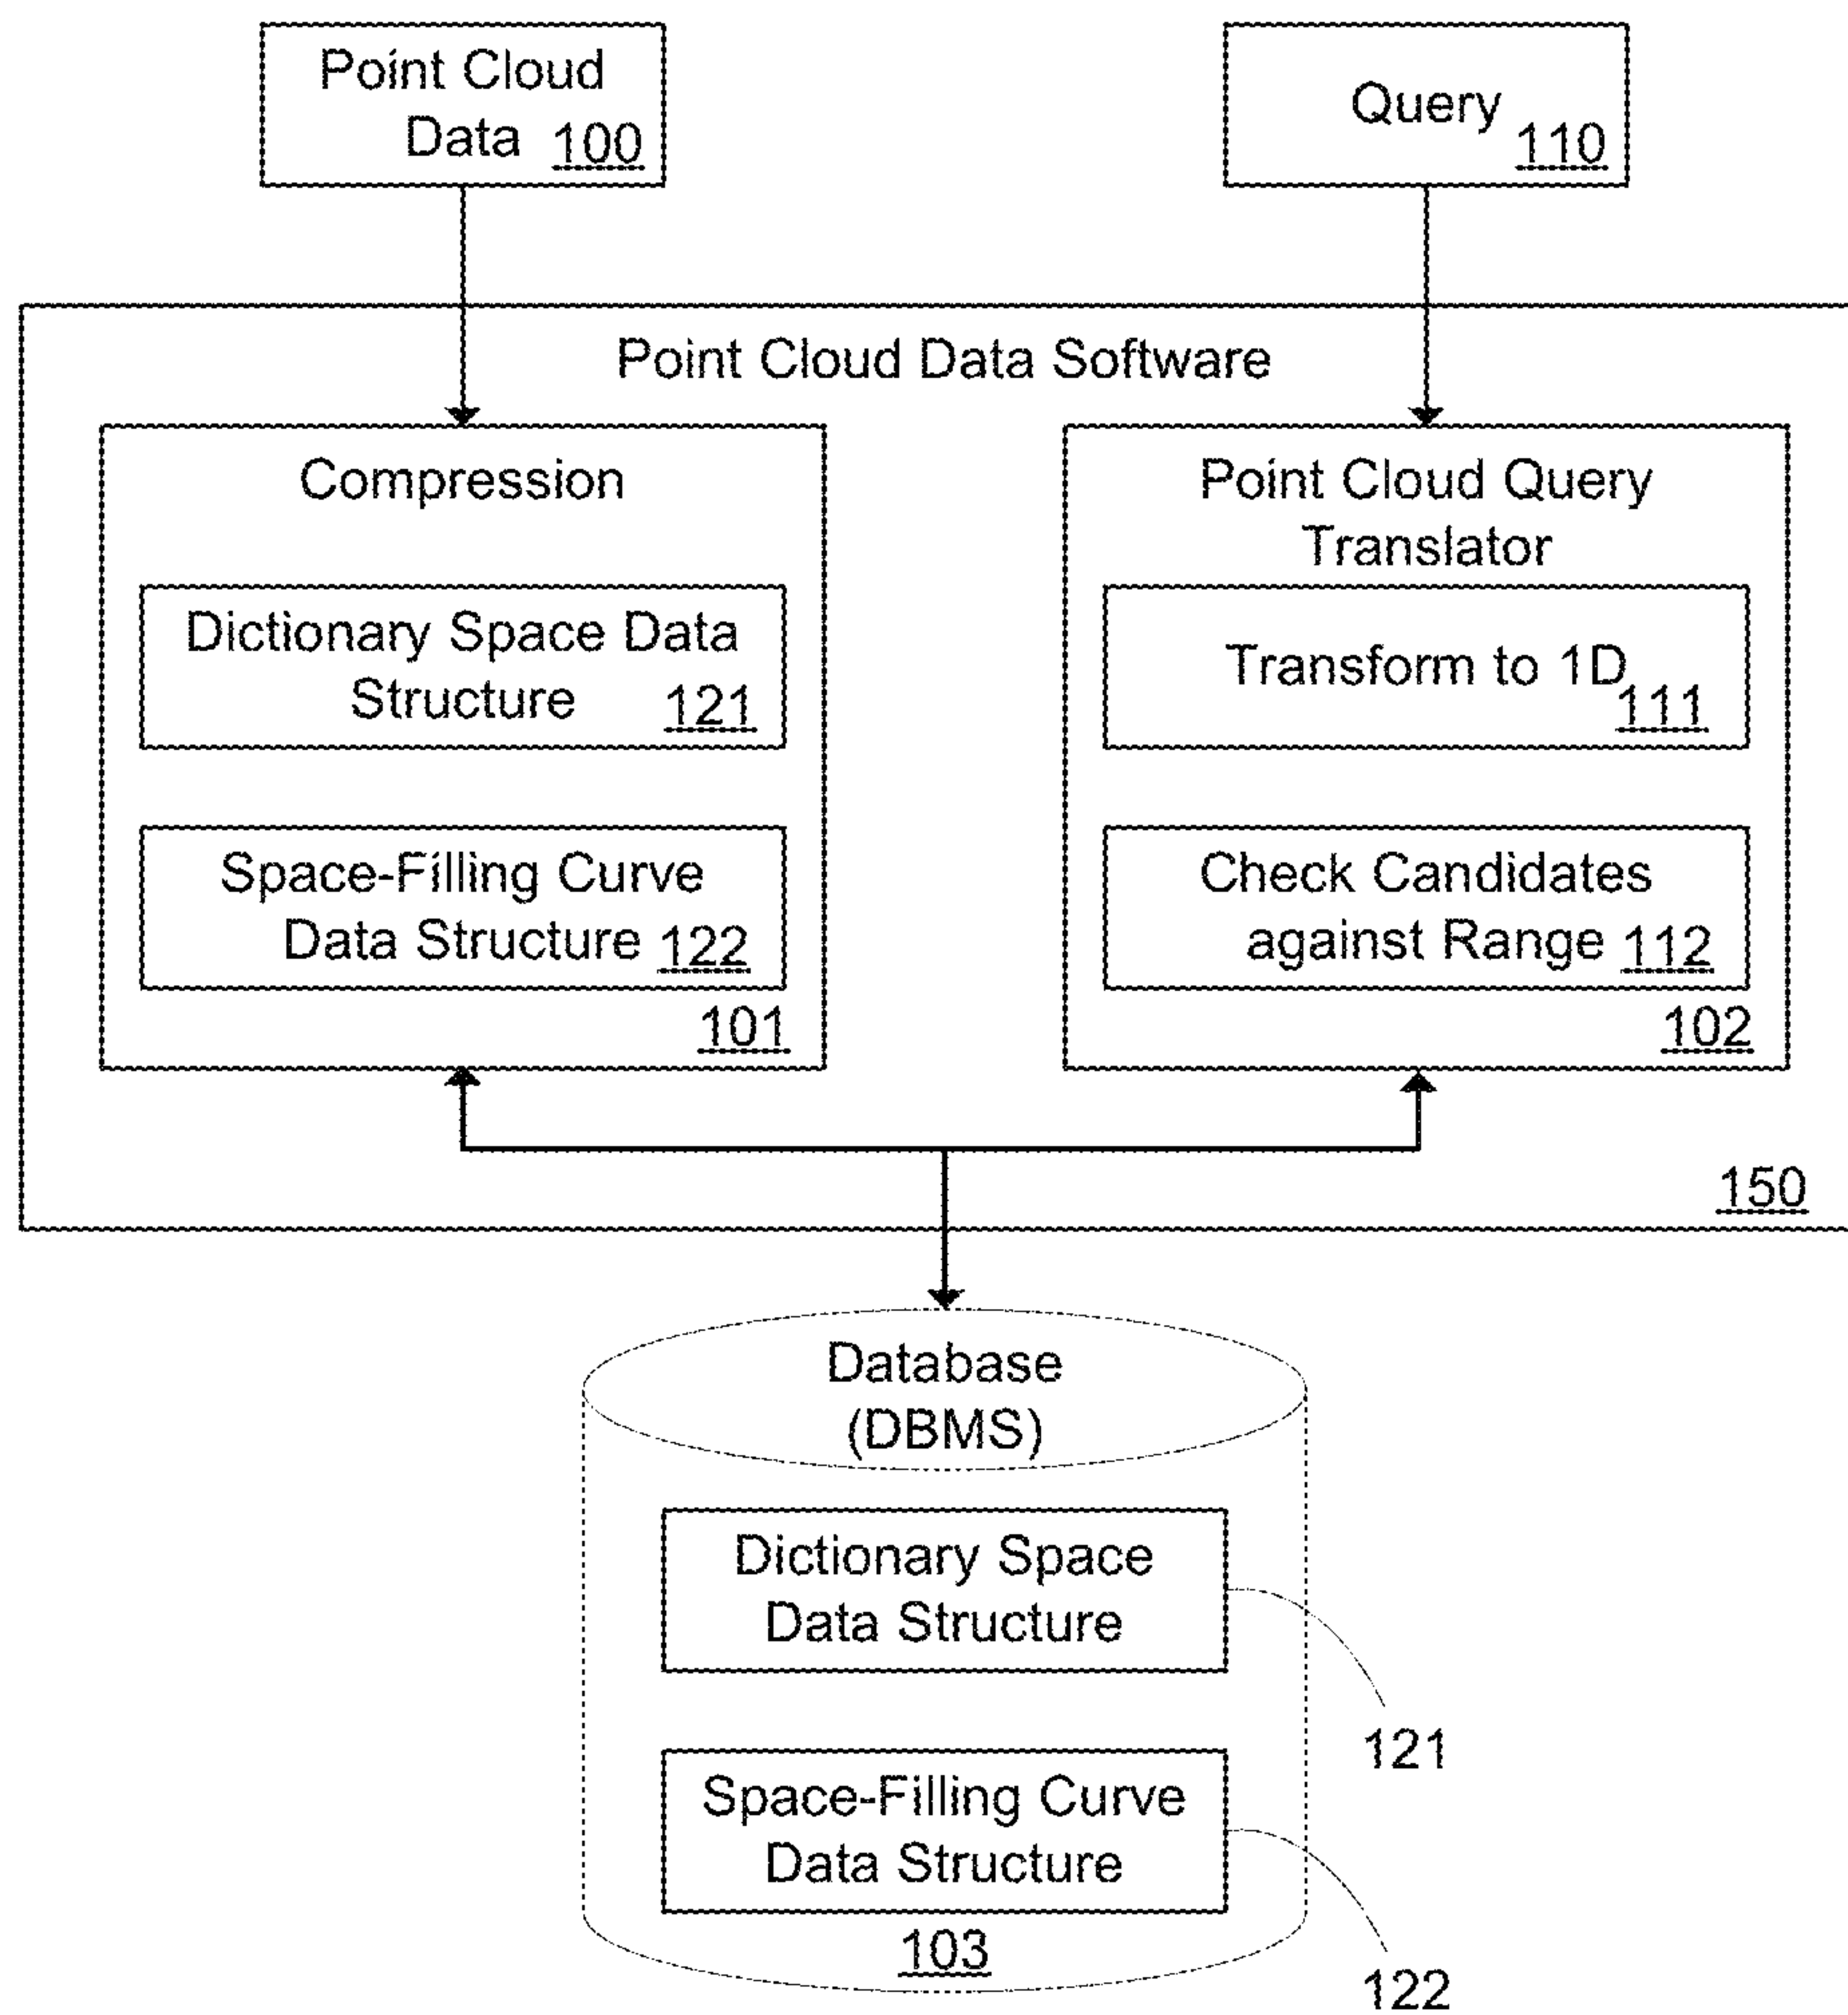 Point Cloud
Data 100
Query 110
Point Cloud Data Software
Compression
Dictionary Space Data
Structure 121
Space-Filling Curve
Data Structure 122
101
Point Cloud Query
Translator
Transform to 1D 111
Check Candidates
against Range 112
102
150
Database
(DBMS)
Dictionary Space
Data Structure
121
Space-Filling Curve
Data Structure
122
103